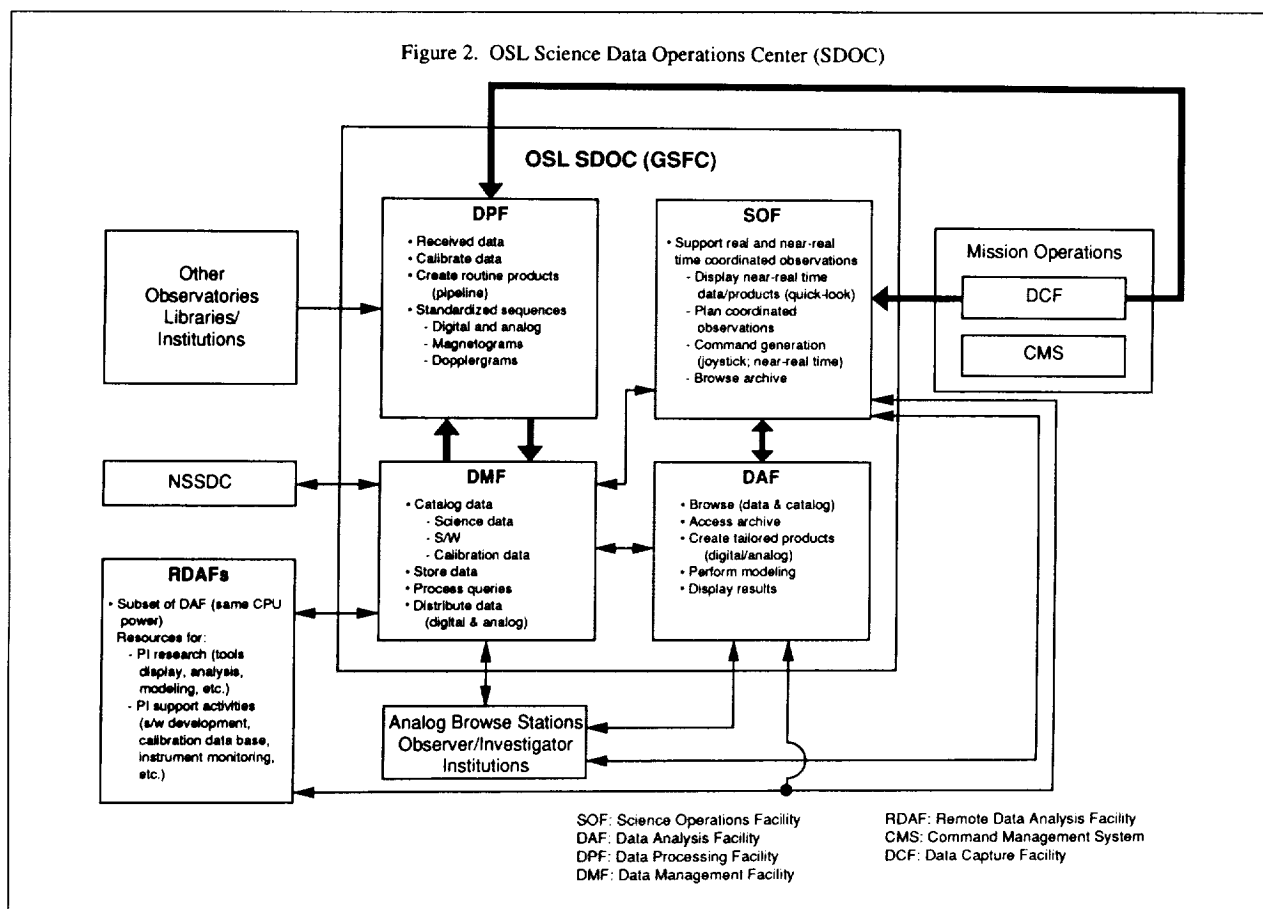 Figure 2. OSL Science Data Operations Center (SDOC)
OSL SDOC (GSFC)
DPF
• Received data
• Calibrate data
• Create routine products
(pipeline)
• Standardized sequences
- Digital and analog
- Magnetograms
- Dopplergrams
SOF
• Support real and near-real
time coordinated observations
- Display near-real time
data/products (quick-look)
- Plan coordinated
observations
- Command generation
(joystick; near-real time)
- Browse archive
Mission Operations
DCF
CMS
Other
Observatories
Libraries/
Institutions
NSSDC
DMF
• Catalog data
- Science data
- S/W
- Calibration data
• Store data
• Process queries
• Distribute data
(digital & analog)
DAF
• Browse (data & catalog)
• Access archive
• Create tailored products
(digital/analog)
• Perform modeling
• Display results
RDAFs
• Subset of DAF (same CPU
power)
Resources for:
- PI research (tools
display, analysis,
modeling, etc.)
- PI support activities
(s/w development,
calibration data base,
instrument monitoring,
etc.)
Analog Browse Stations
Observer/Investigator
Institutions
SOF: Science Operations Facility
DAF: Data Analysis Facility
DPF: Data Processing Facility
DMF: Data Management Facility
RDAF: Remote Data Analysis Facility
CMS: Command Management System
DCF: Data Capture Facility